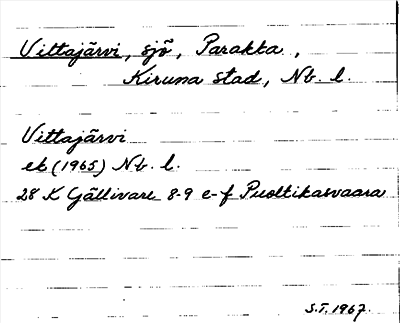 Vittajärvi, sjö, Parakka,
Kiruna stad, Nb. l.
Vittajärvi
ek (1965) Nb. l.
28 K Gällivare 8-9 e-f Puoltikasvaara
S.T. 1967.